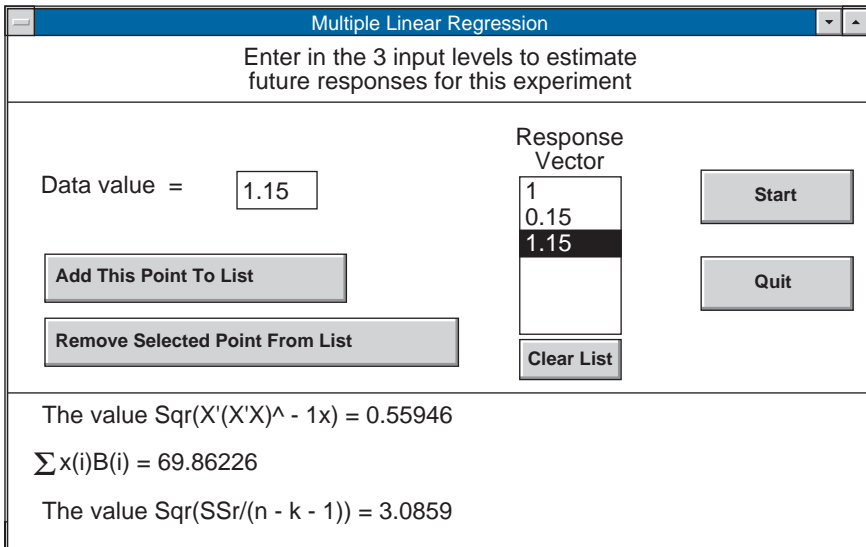 Multiple Linear Regression
Enter in the 3 input levels to estimate
future responses for this experiment
Response
Vector
Data value =
1.15
1
0.15
1.15
Start
Add This Point To List
Quit
Remove Selected Point From List
Clear List
The value Sqr(X'(X'X)^ - 1x) = 0.55946
∑x(i)B(i) = 69.86226
The value Sqr(SSr/(n - k - 1)) = 3.0859